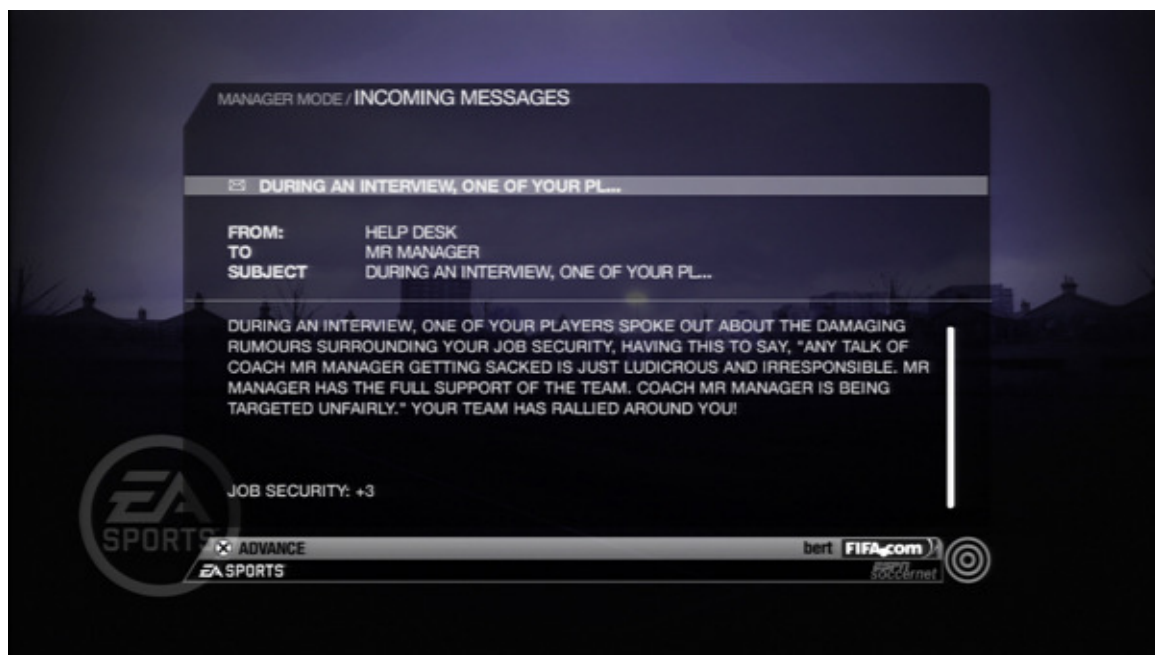 MANAGER MODE / INCOMING MESSAGES
DURING AN INTERVIEW, ONE OF YOUR PL...
FROM: HELP DESK
TO MR MANAGER
SUBJECT DURING AN INTERVIEW, ONE OF YOUR PL...
DURING AN INTERVIEW, ONE OF YOUR PLAYERS SPOKE OUT ABOUT THE DAMAGING
RUMOURS SURROUNDING YOUR JOB SECURITY, HAVING THIS TO SAY, "ANY TALK OF
COACH MR MANAGER GETTING SACKED IS JUST LUDICROUS AND IRRESPONSIBLE. MR
MANAGER HAS THE FULL SUPPORT OF THE TEAM. COACH MR MANAGER IS BEING
TARGETED UNFAIRLY." YOUR TEAM HAS RALLIED AROUND YOU!
JOB SECURITY: +3
EA
SPORTS
ADVANCE
bert FIFA.com
EA SPORTS
ESPN
soccernet